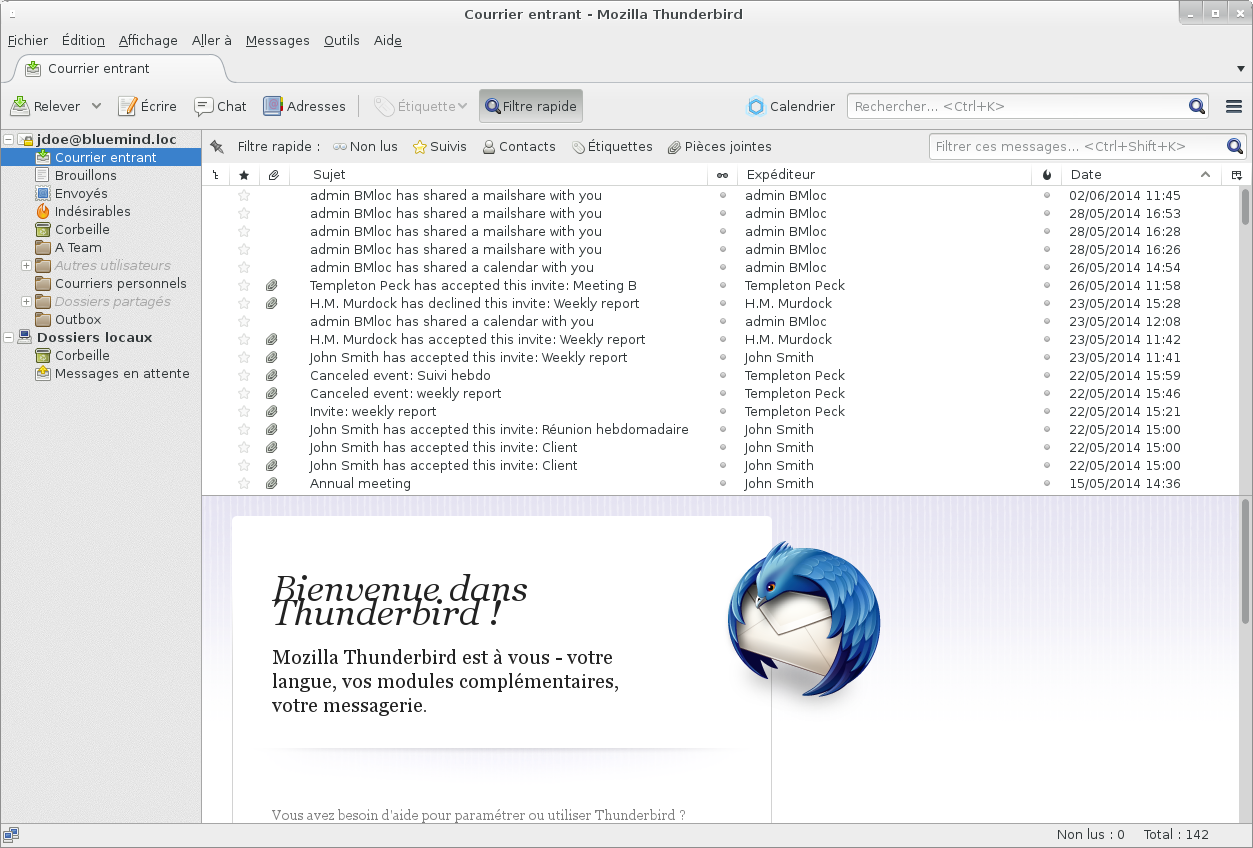 Courrier entrant - Mozilla Thunderbird
Fichier Édition Affichage Aller à Messages Outils Aide
Courrier entrant
Relever Écrire Chat Adresses Étiquette Filtre rapide Calendrier Rechercher... <Ctrl+K>
jdoe@bluemind.loc
Courrier entrant
Brouillons
Envoyés
Indésirables
Corbeille
A Team
Autres utilisateurs
Courriers personnels
Dossiers partagés
Outbox
Dossiers locaux
Corbeille
Messages en attente
Filtre rapide : Non lus Suivis Contacts Étiquettes Pièces jointes Filtrer ces messages... <Ctrl+Shift+K>
Sujet Expéditeur Date
admin BMloc has shared a mailshare with you admin BMloc 02/06/2014 11:45
admin BMloc has shared a mailshare with you admin BMloc 28/05/2014 16:53
admin BMloc has shared a mailshare with you admin BMloc 28/05/2014 16:28
admin BMloc has shared a mailshare with you admin BMloc 28/05/2014 16:26
admin BMloc has shared a calendar with you admin BMloc 26/05/2014 14:54
Templeton Peck has accepted this invite: Meeting B Templeton Peck 26/05/2014 11:58
H.M. Murdock has declined this invite: Weekly report H.M. Murdock 23/05/2014 15:28
admin BMloc has shared a calendar with you admin BMloc 23/05/2014 12:08
H.M. Murdock has accepted this invite: Weekly report H.M. Murdock 23/05/2014 11:42
John Smith has accepted this invite: Weekly report John Smith 23/05/2014 11:41
Canceled event: Suivi hebdo Templeton Peck 22/05/2014 15:59
Canceled event: weekly report Templeton Peck 22/05/2014 15:46
Invite: weekly report Templeton Peck 22/05/2014 15:21
John Smith has accepted this invite: Réunion hebdomadaire John Smith 22/05/2014 15:00
John Smith has accepted this invite: Client John Smith 22/05/2014 15:00
John Smith has accepted this invite: Client John Smith 22/05/2014 15:00
Annual meeting John Smith 15/05/2014 14:36
Bienvenue dans
Thunderbird !
Mozilla Thunderbird est à vous - votre
langue, vos modules complémentaires,
votre messagerie.
Vous avez besoin d'aide pour paramétrer ou utiliser Thunderbird ?
Non lus : 0 Total : 142